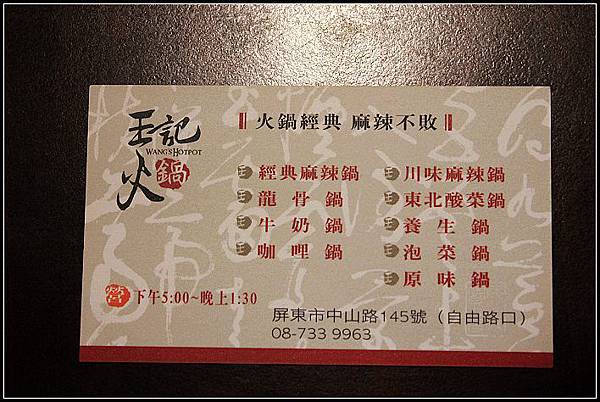 王記
WANG'S HOTPOT
火鍋
火鍋經典 麻辣不敗
經典麻辣鍋
龍骨鍋
牛奶鍋
咖哩鍋
川味麻辣鍋
東北酸菜鍋
養生鍋
泡菜鍋
原味鍋
營 下午5:00~晚上1:30
屏東市中山路145號（自由路口）
08-733 9963